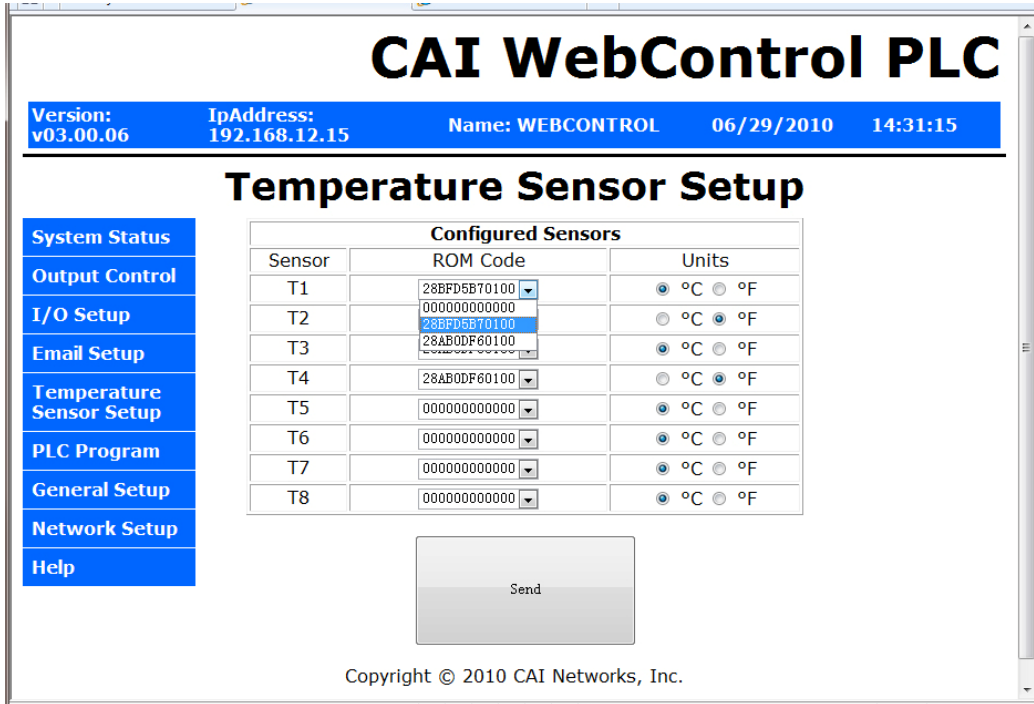 CAI WebControl PLC
Version: IpAddress:
v03.00.06 192.168.12.15 Name: WEBCONTROL 06/29/2010 14:31:15
Temperature Sensor Setup
System Status
Output Control
I/O Setup
Email Setup
Temperature
Sensor Setup
PLC Program
General Setup
Network Setup
Help
Configured Sensors
Sensor ROM Code Units
T1 28BFD5B70100 °C °F
000000000000
T2 28BFD5B70100 °C °F
28AB0DF60100
T3 °C °F
T4 28AB0DF60100 °C °F
T5 000000000000 °C °F
T6 000000000000 °C °F
T7 000000000000 °C °F
T8 000000000000 °C °F
Send
Copyright © 2010 CAI Networks, Inc.